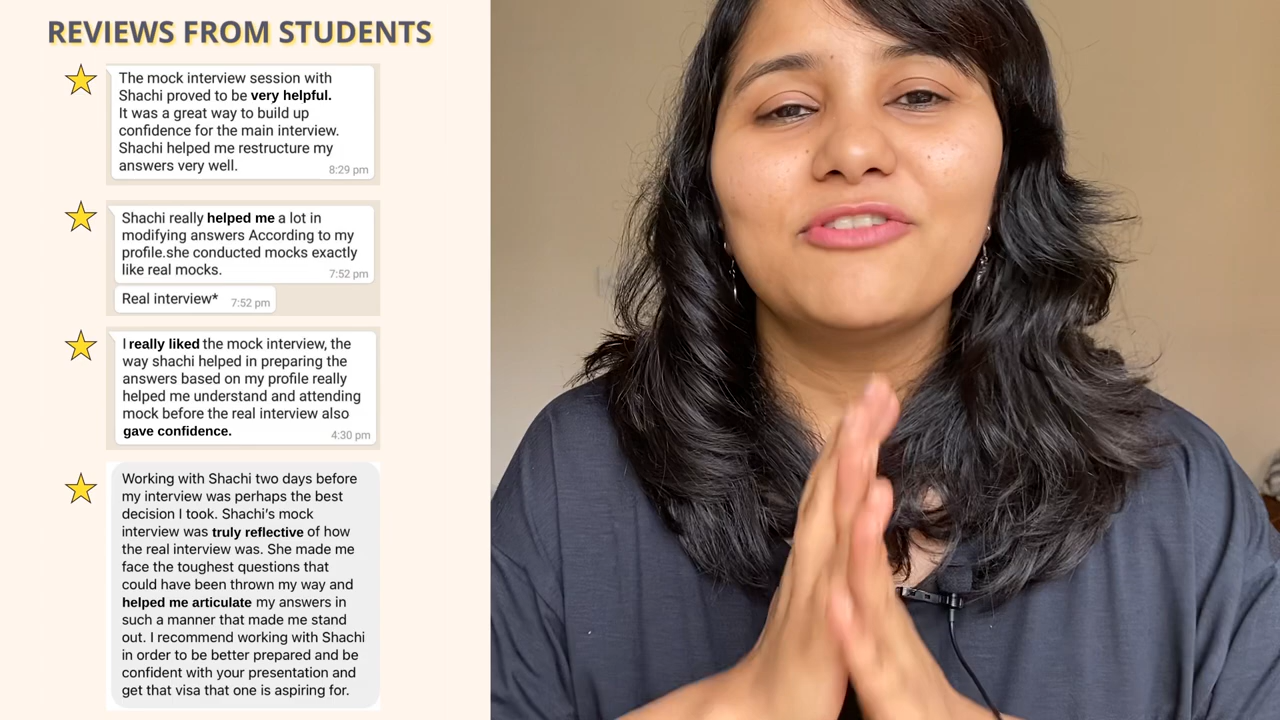 REVIEWS FROM STUDENTS
The mock interview session with
Shachi proved to be very helpful.
It was a great way to build up
confidence for the main interview.
Shachi helped me restructure my
answers very well.
8:29 pm
Shachi really helped me a lot in
modifying answers According to my
profile.she conducted mocks exactly
like real mocks.
7:52 pm
Real interview* 7:52 pm
I really liked the mock interview, the
way shachi helped in preparing the
answers based on my profile really
helped me understand and attending
mock before the real interview also
gave confidence.
4:30 pm
Working with Shachi two days before
my interview was perhaps the best
decision I took. Shachi's mock
interview was truly reflective of how
the real interview was. She made me
face the toughest questions that
could have been thrown my way and
helped me articulate my answers in
such a manner that made me stand
out. I recommend working with Shachi
in order to be better prepared and be
confident with your presentation and
get that visa that one is aspiring for.